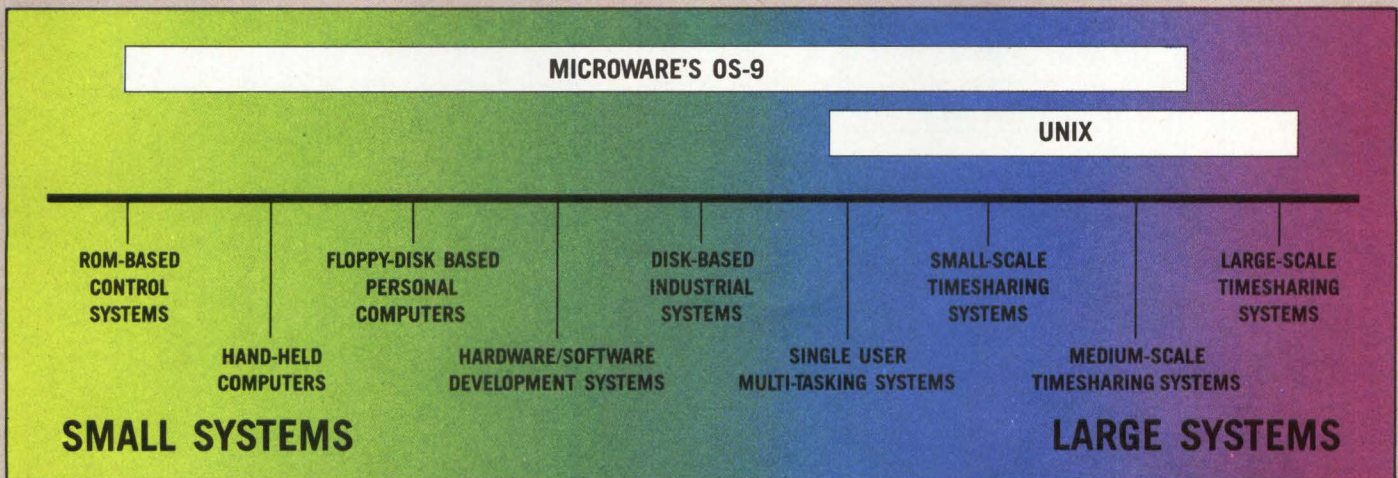 MICROWARE'S OS-9
UNIX
ROM-BASED
CONTROL
SYSTEMS
HAND-HELD
COMPUTERS
FLOPPY-DISK BASED
PERSONAL
COMPUTERS
HARDWARE/SOFTWARE
DEVELOPMENT SYSTEMS
DISK-BASED
INDUSTRIAL
SYSTEMS
SINGLE USER
MULTI-TASKING SYSTEMS
SMALL-SCALE
TIMESHARING
SYSTEMS
MEDIUM-SCALE
TIMESHARING SYSTEMS
LARGE-SCALE
TIMESHARING
SYSTEMS
SMALL SYSTEMS
LARGE SYSTEMS